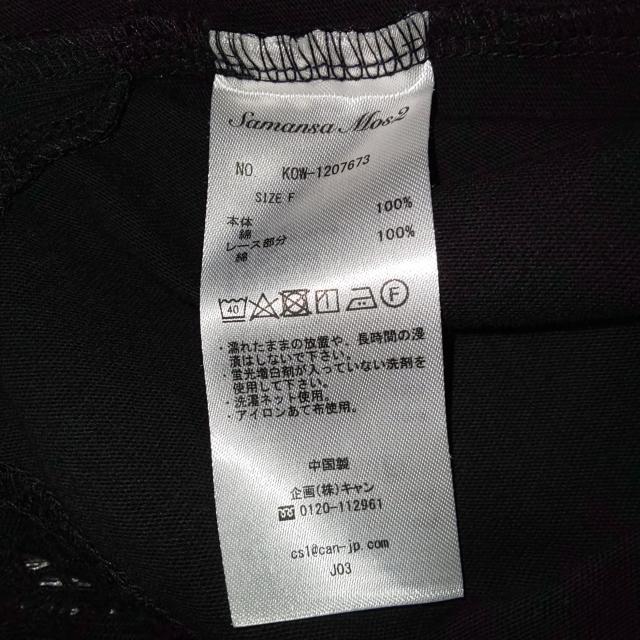 Samansa Mos2
NO KOW-1207673
SIZE F
本体
綿 100%
レース部分
綿 100%
40 F
・濡れたままの放置や、長時間の浸
漬はしないで下さい。
・蛍光増白剤が入っていない洗剤を
使用して下さい。
・洗濯ネット使用。
・アイロンあて布使用。
中国製
企画(株)キャン
0120-112961
cs1@can-jp.com
J03